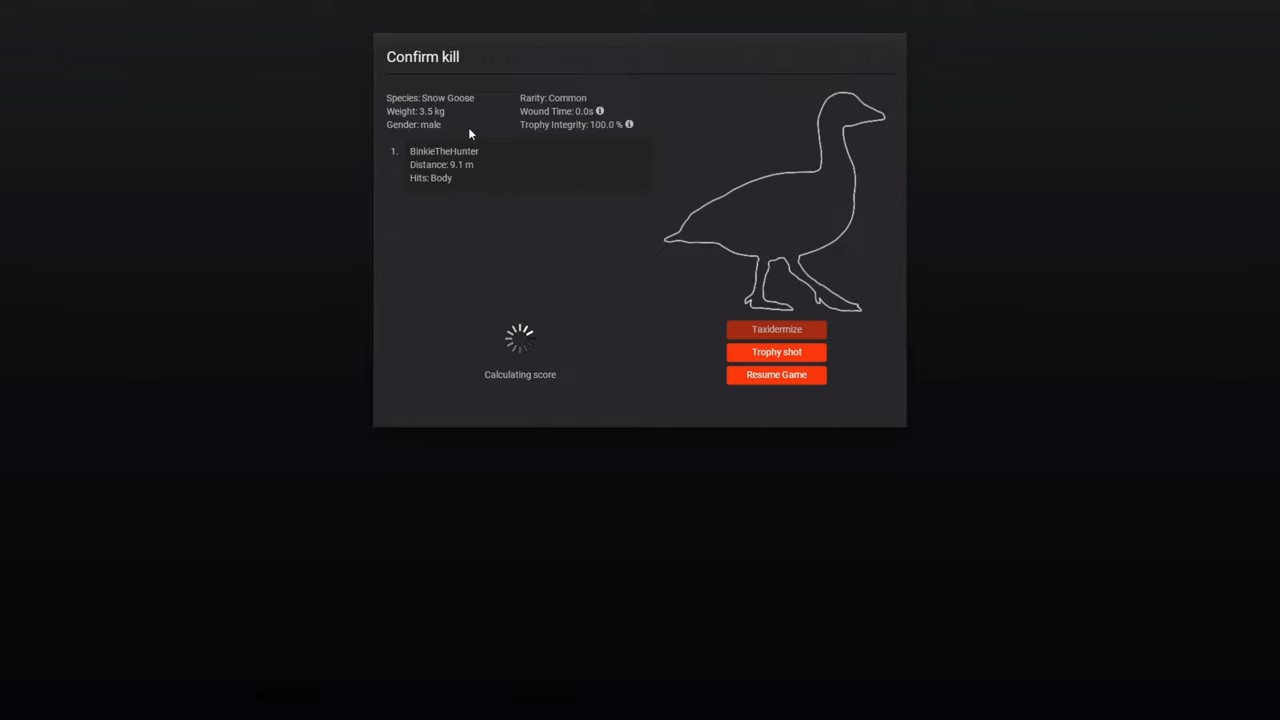 Confirm kill
Species: Snow Goose
Weight: 3.5 kg
Gender: male
Rarity: Common
Wound Time: 0.0s
Trophy Integrity: 100.0 %
1. BinkieTheHunter
Distance: 9.1 m
Hits: Body
Calculating score
Taxidermize
Trophy shot
Resume Game